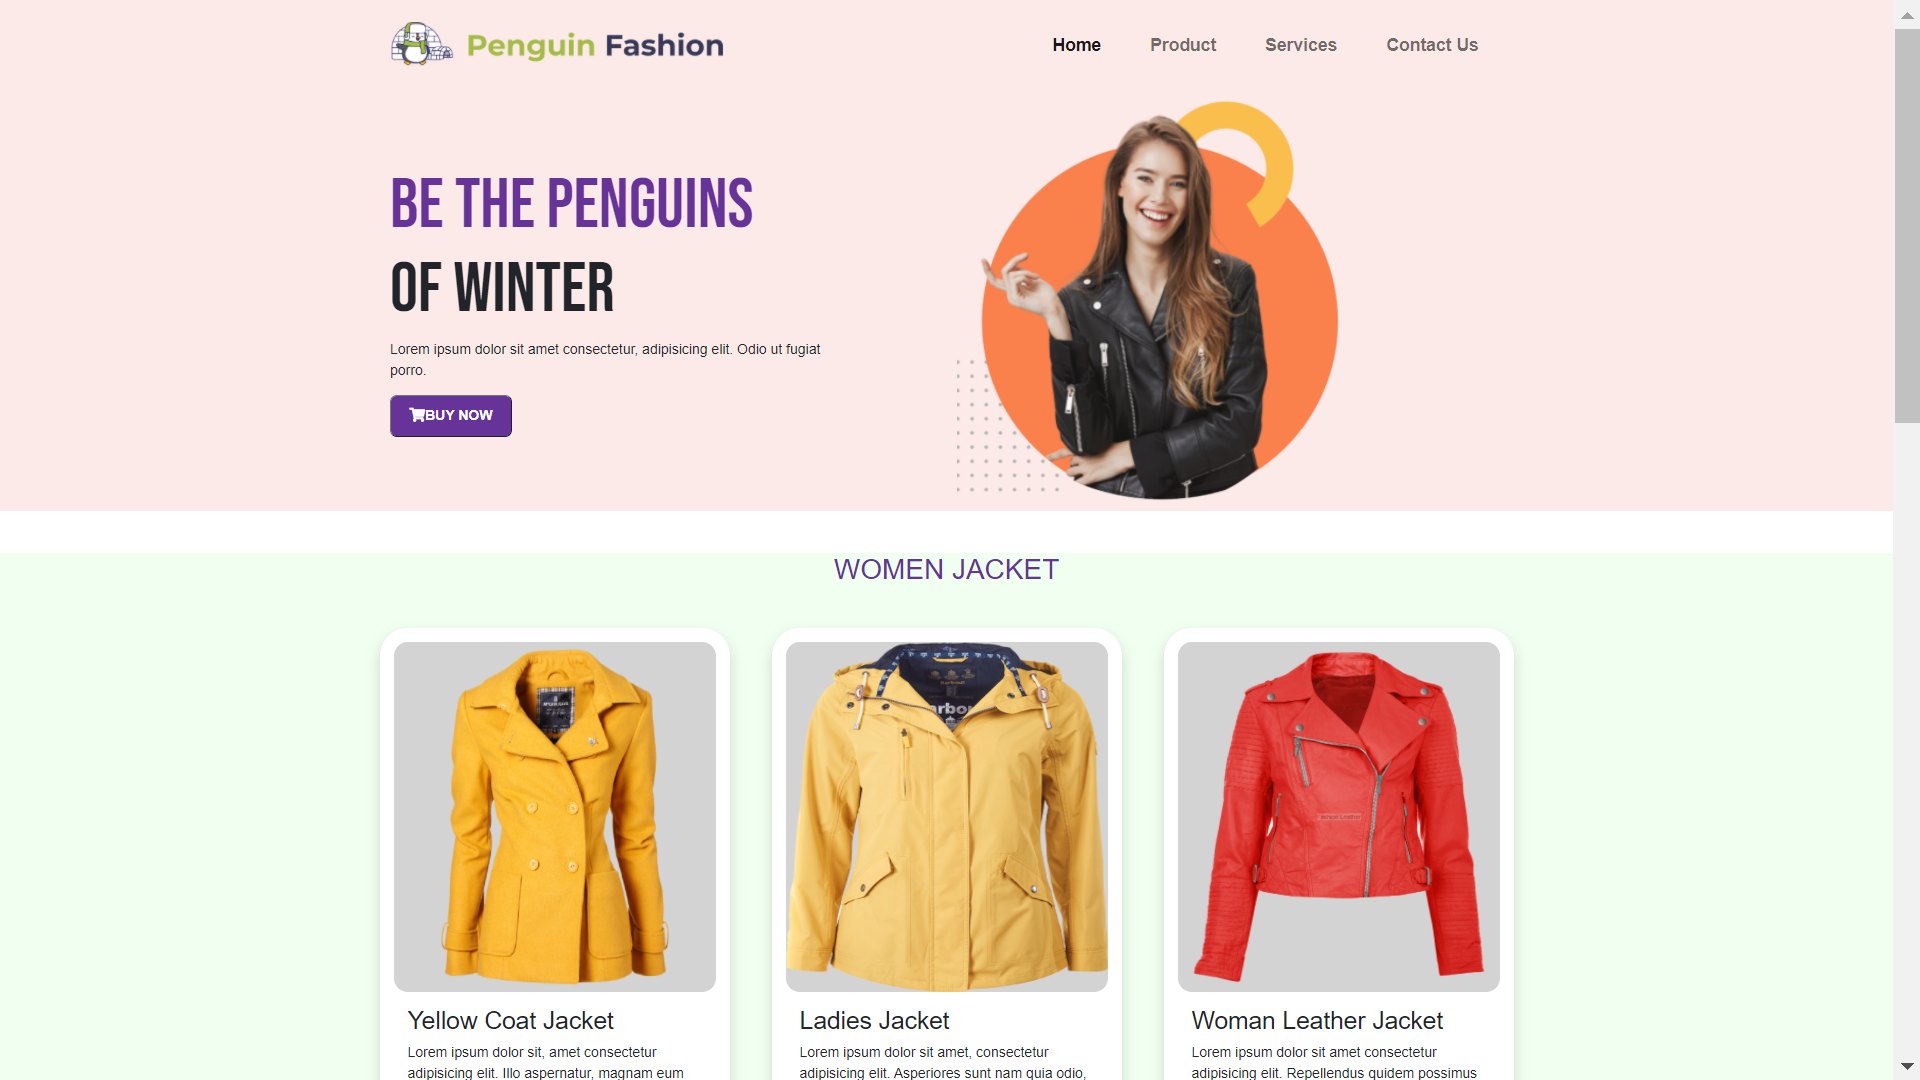 Penguin Fashion
Home Product Services Contact Us
BE THE PENGUINS
OF WINTER
Lorem ipsum dolor sit amet consectetur, adipisicing elit. Odio ut fugiat
porro.
BUY NOW
WOMEN JACKET
Yellow Coat Jacket
Lorem ipsum dolor sit, amet consectetur
adipisicing elit. Illo aspernatur, magnam eum
Ladies Jacket
Lorem ipsum dolor sit amet, consectetur
adipisicing elit. Asperiores sunt nam quia odio,
Woman Leather Jacket
Lorem ipsum dolor sit amet consectetur
adipisicing elit. Repellendus quidem possimus